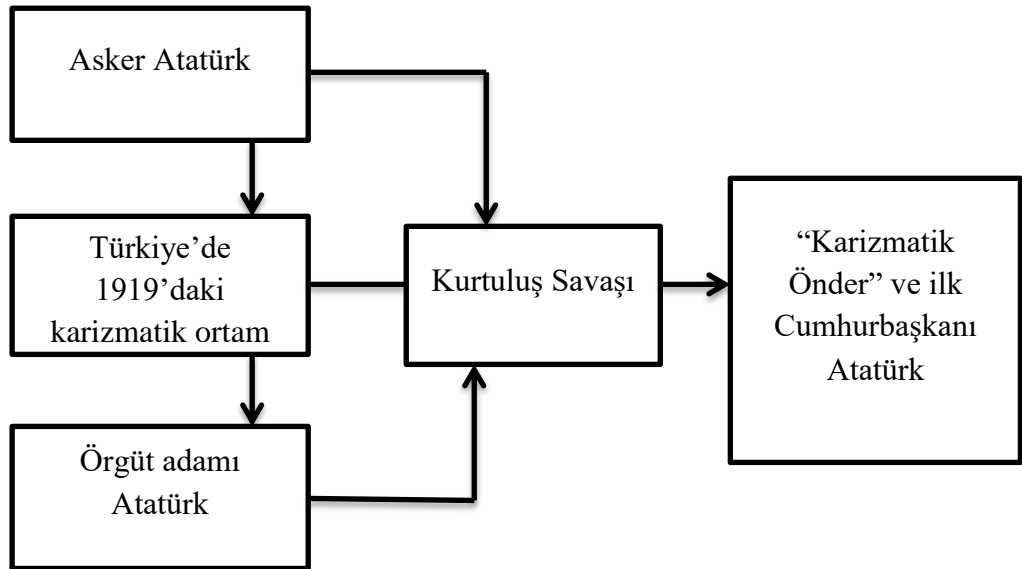 Asker Atatürk
Türkiye’de
1919’daki
karizmatik ortam
Örgüt adamı
Atatürk
Kurtuluş Savaşı
“Karizmatik
Önder” ve ilk
Cumhurbaşkanı
Atatürk